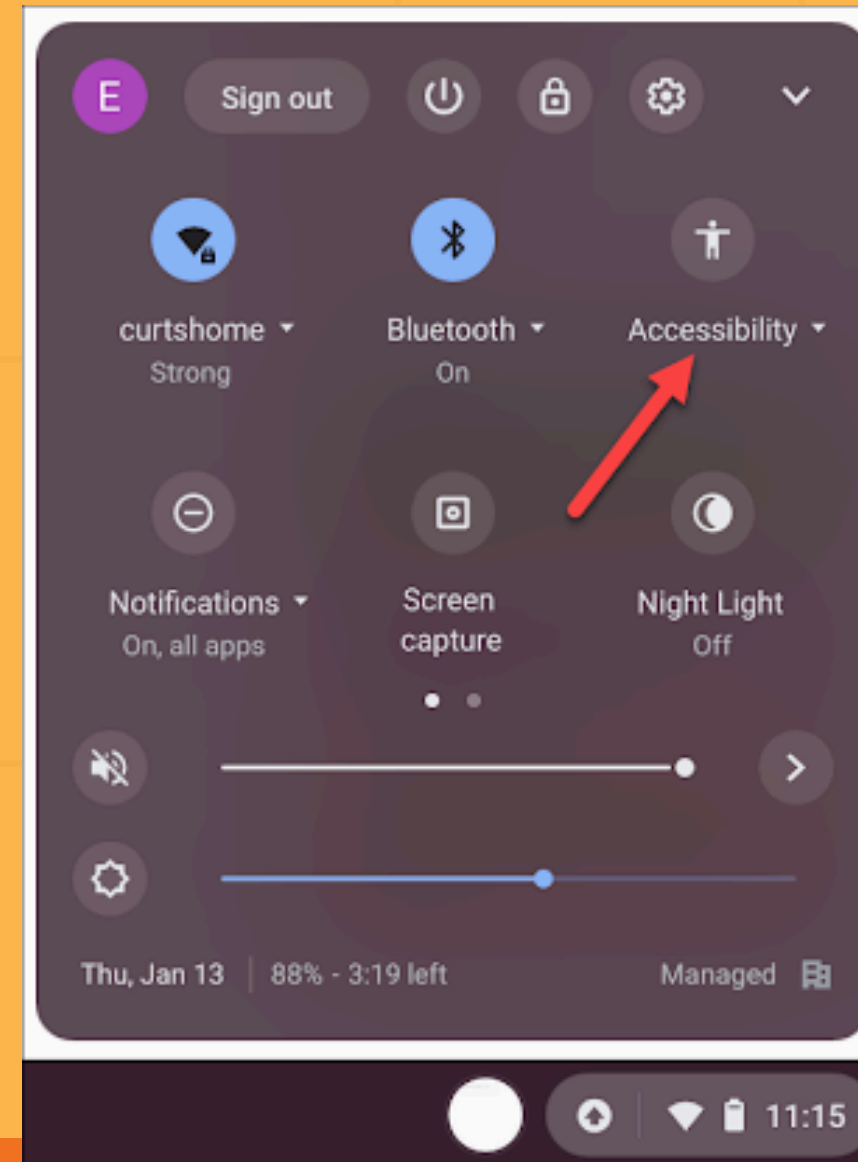 E
Sign out
curtshome
Strong
Bluetooth
On
Accessibility
Notifications
On, all apps
Screen
capture
Night Light
Off
Thu, Jan 13
88% - 3:19 left
Managed
11:15